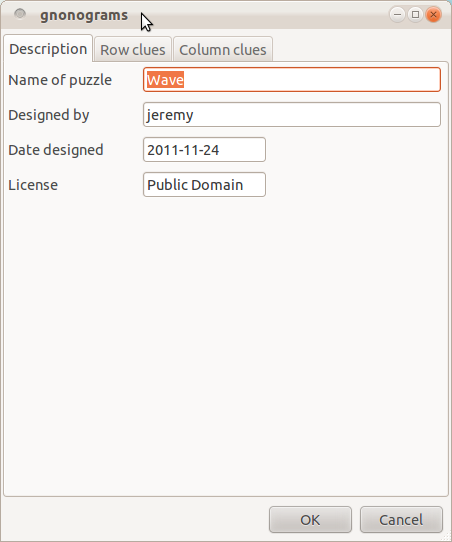 gnonograms
Description Row clues Column clues
Name of puzzle Wave
Designed by jeremy
Date designed 2011-11-24
License Public Domain
OK Cancel